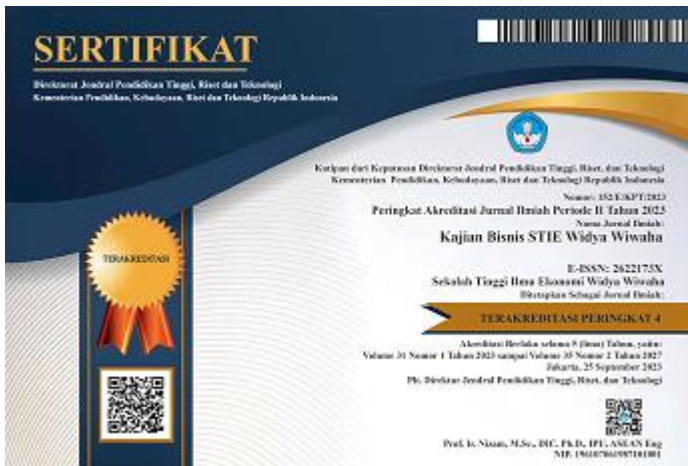 SERTIFIKAT
Direktorat Jendral Pendidikan Tinggi, Riset dan Teknologi
Kementerian Pendidikan, Kebudayaan, Riset dan Teknologi Republik Indonesia
Kutipan dari Keputusan Direktorat Jendral Pendidikan Tinggi, Riset, dan Teknologi
Kementerian Pendidikan, Kebudayaan, Riset dan Teknologi Republik Indonesia
Nomor: 152/E/KPT/2023
Peringkat Akreditasi Jurnal Ilmiah Periode II Tahun 2023
Nama Jurnal Ilmiah:
Kajian Bisnis STIE Widya Wiwaha
E-ISSN: 2622173X
Sekolah Tinggi Ilmu Ekonomi Widya Wiwaha
Ditetapkan Sebagai Jurnal Ilmiah:
TERAKREDITASI
TERAKREDITASI PERINGKAT 4
Akreditasi Berlaku selama 5 (lima) Tahun, yaitu:
Volume 31 Nomor 1 Tahun 2023 sampai Volume 35 Nomor 2 Tahun 2027
Jakarta, 25 September 2023
Plt. Direktur Jendral Pendidikan Tinggi, Riset, dan Teknologi
Prof. Ir. Nizam, M.Sc., DIC, Ph.D., IPU, ASEAN Eng
NIP. 196107061987101001